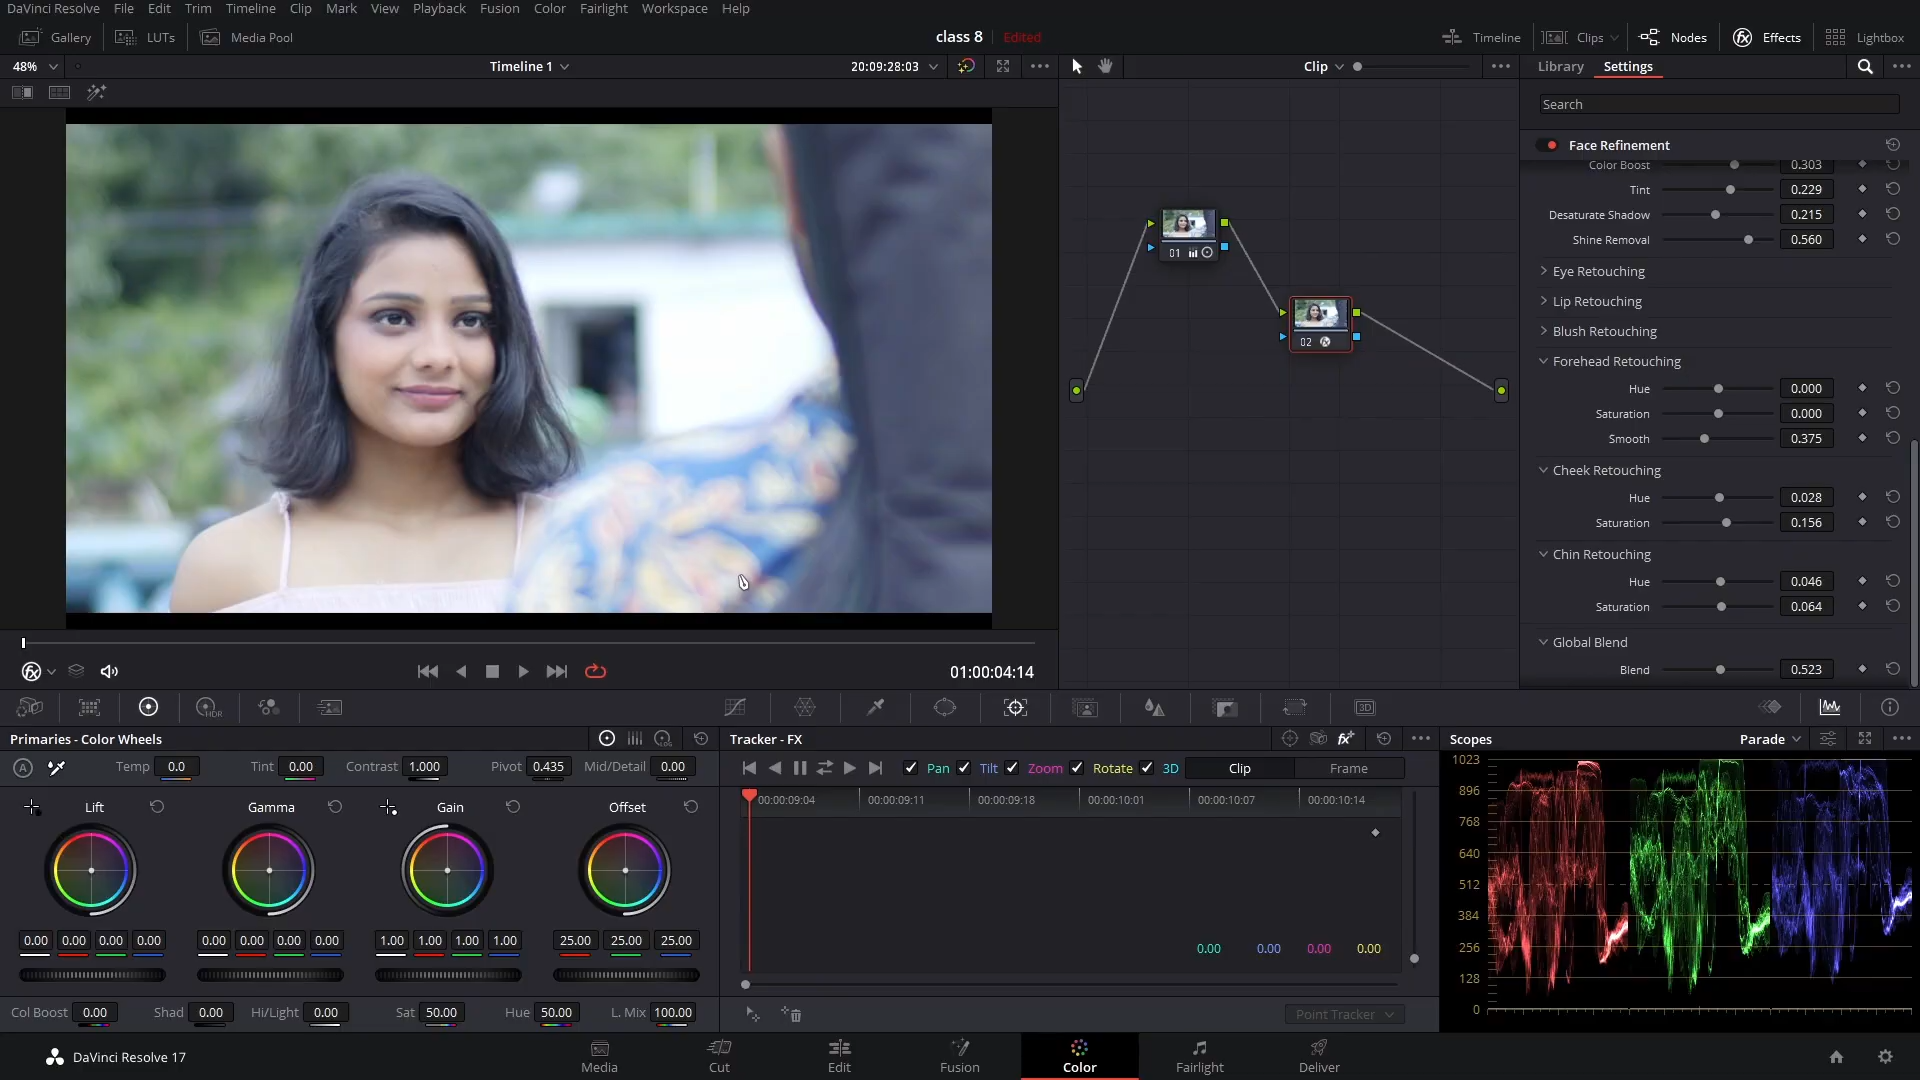 DaVinci Resolve File Edit Trim Timeline Clip Mark View Playback Fusion Color Fairlight Workspace Help
Gallery LUTs Media Pool class 8 Edited Timeline Clips Nodes Effects Lightbox
48% Timeline 1 20:09:28:03 Clip Library Settings
Search
Face Refinement
Color Boost 0.303
Tint 0.229
Desaturate Shadow 0.215
Shine Removal 0.560
Eye Retouching
Lip Retouching
Blush Retouching
Forehead Retouching
Hue 0.000
Saturation 0.000
Smooth 0.375
Cheek Retouching
Hue 0.028
Saturation 0.156
Chin Retouching
Hue 0.046
Saturation 0.064
Global Blend
Blend 0.523
01
02
01:00:04:14
HDR
3D
Primaries - Color Wheels
LOG
A Temp 0.0 Tint 0.00 Contrast 1.000 Pivot 0.435 Mid/Detail 0.00
Lift Gamma Gain Offset
0.00 0.00 0.00 0.00 0.00 0.00 0.00 0.00 1.00 1.00 1.00 1.00 25.00 25.00 25.00
Col Boost 0.00 Shad 0.00 Hi/Light 0.00 Sat 50.00 Hue 50.00 L. Mix 100.00
Tracker - FX
Pan Tilt Zoom Rotate 3D Clip Frame
00:00:09:04 00:00:09:11 00:00:09:18 00:00:10:01 00:00:10:07 00:00:10:14
0.00 0.00 0.00 0.00
Point Tracker
Scopes Parade
1023
896
768
640
512
384
256
128
0
DaVinci Resolve 17 Media Cut Edit Fusion Color Fairlight Deliver